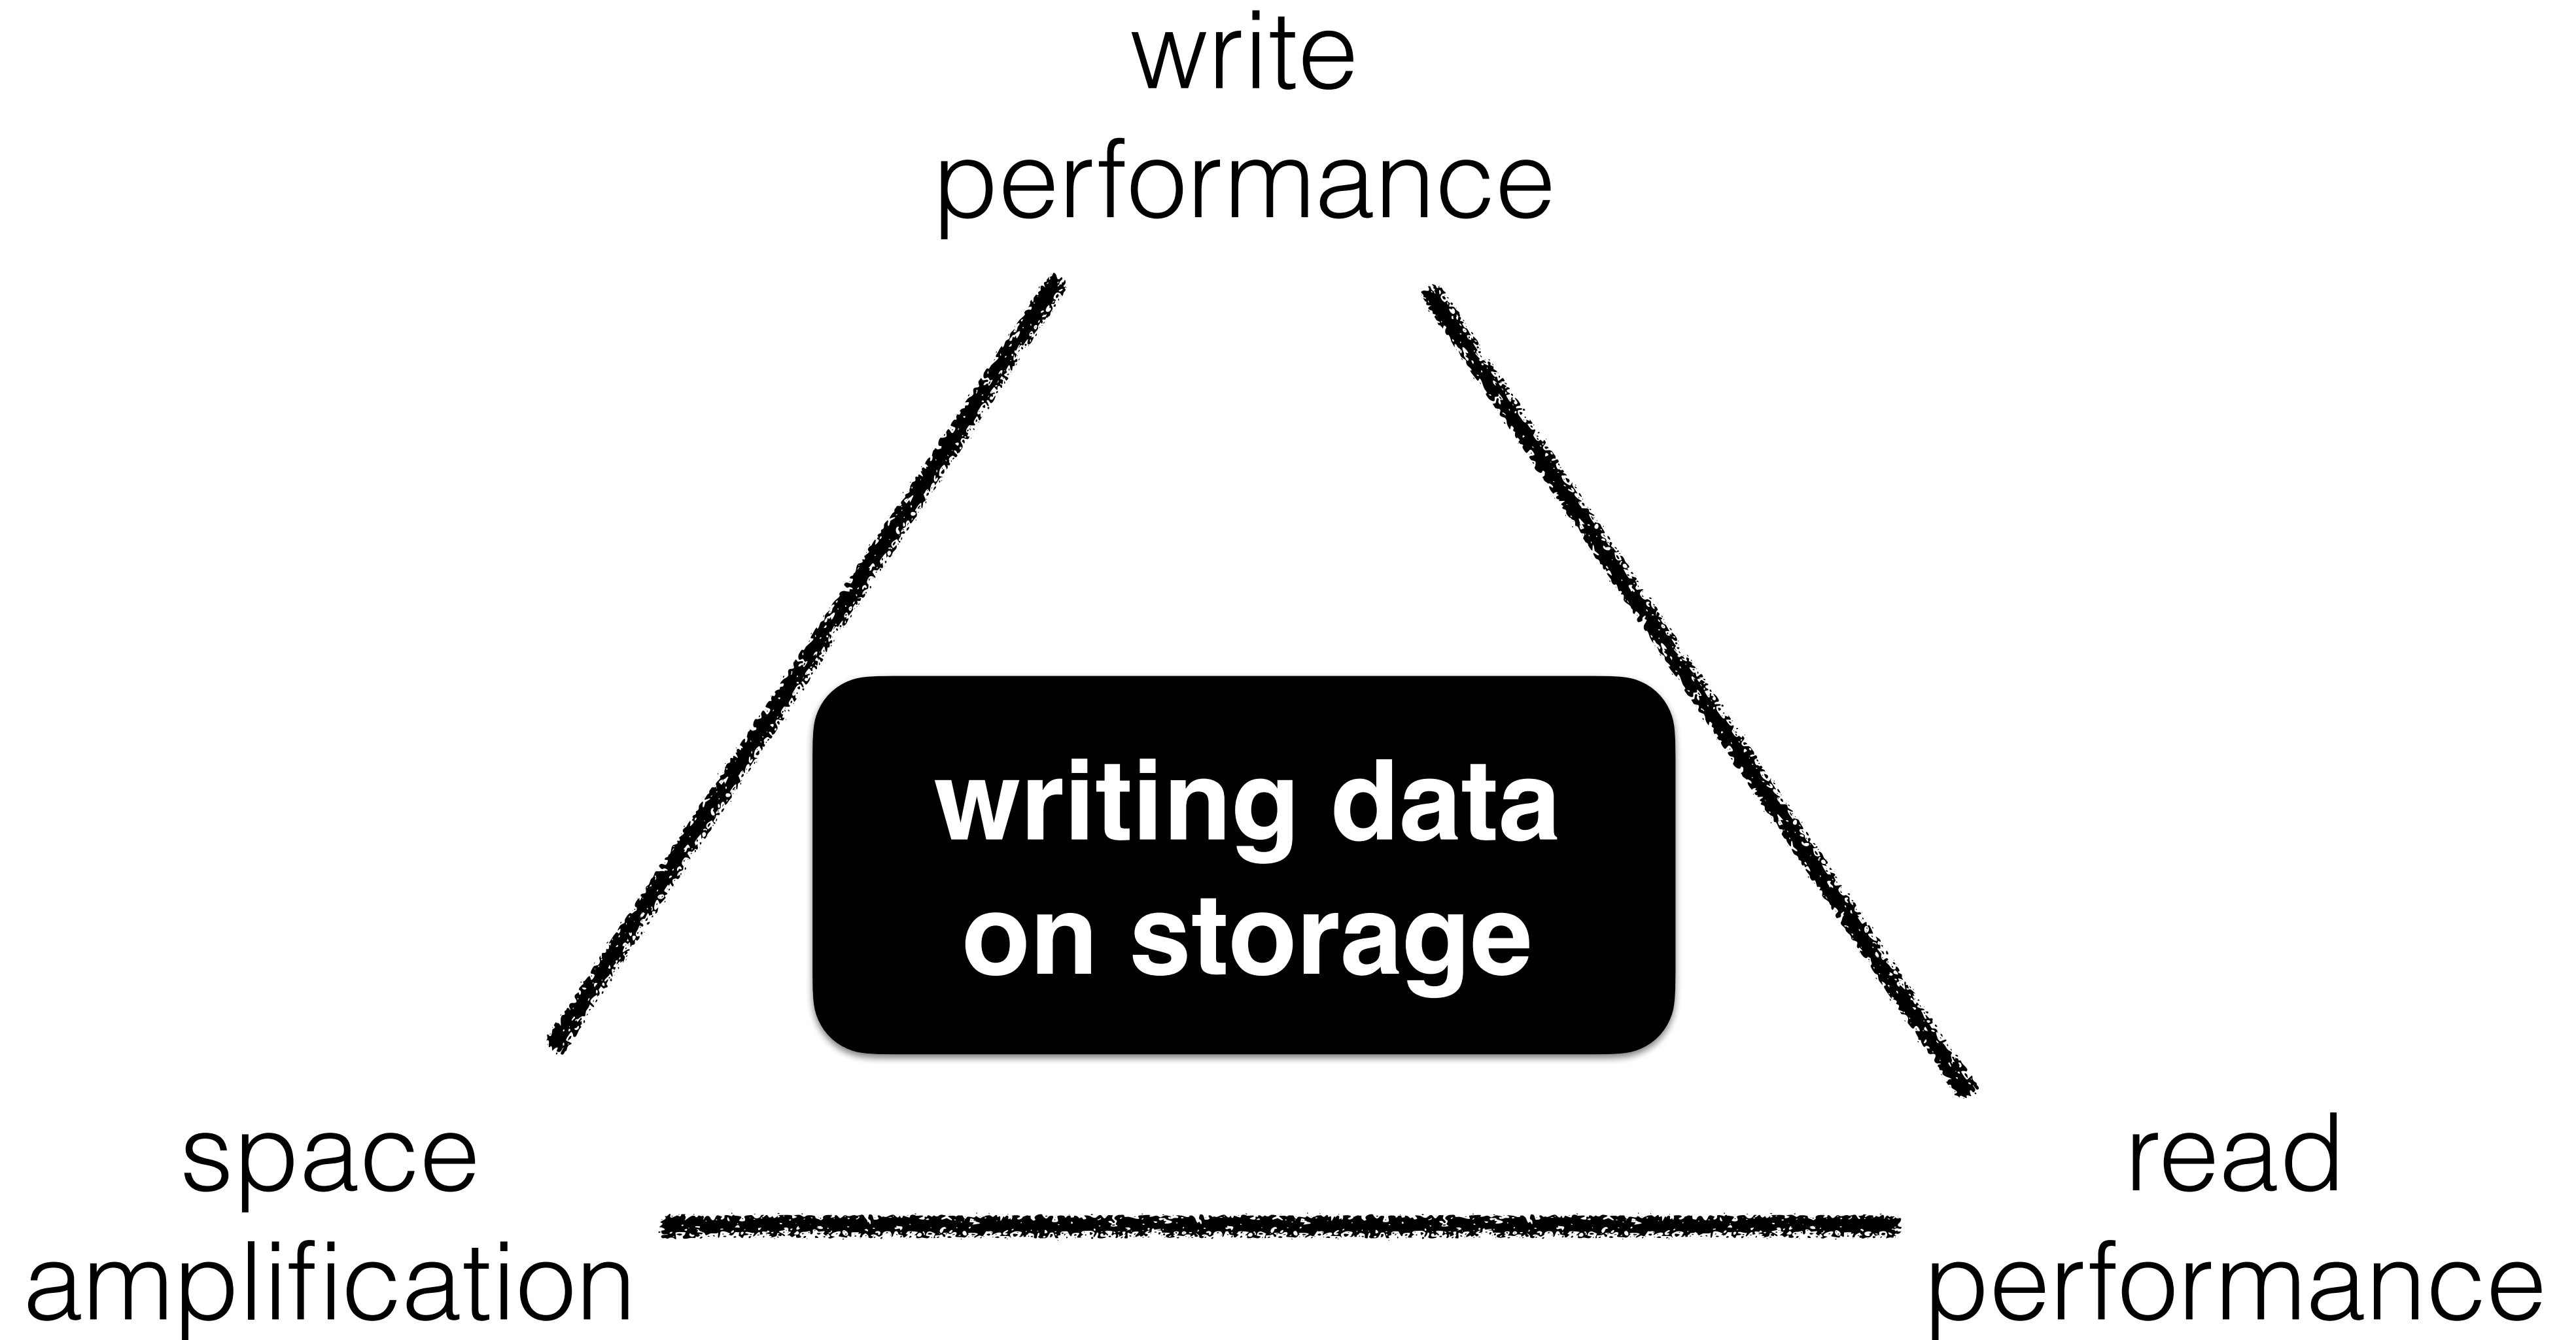 write
performance
writing data
on storage
space
amplification
read
performance